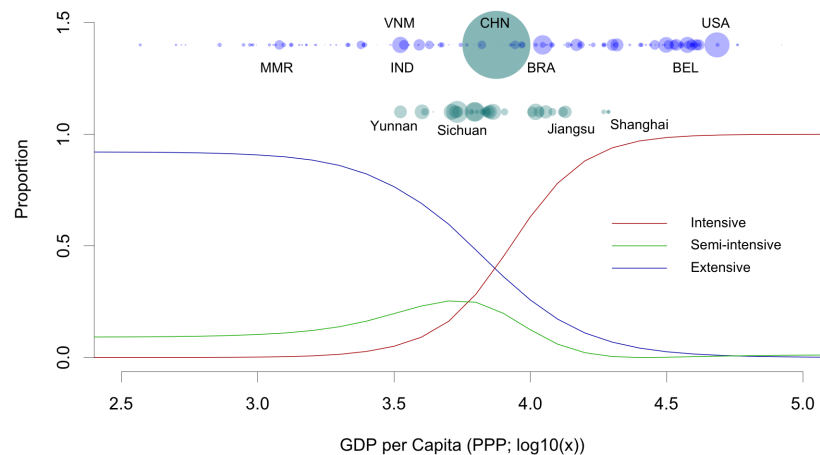 1.5
VNM
CHN
USA
MMR
IND
BRA
BEL
Yunnan
Sichuan
Jiangsu
Shanghai
1.0
Proportion
0.5
0.0
Intensive
Semi-intensive
Extensive
2.5 3.0 3.5 4.0 4.5 5.0
GDP per Capita (PPP; log10(x))